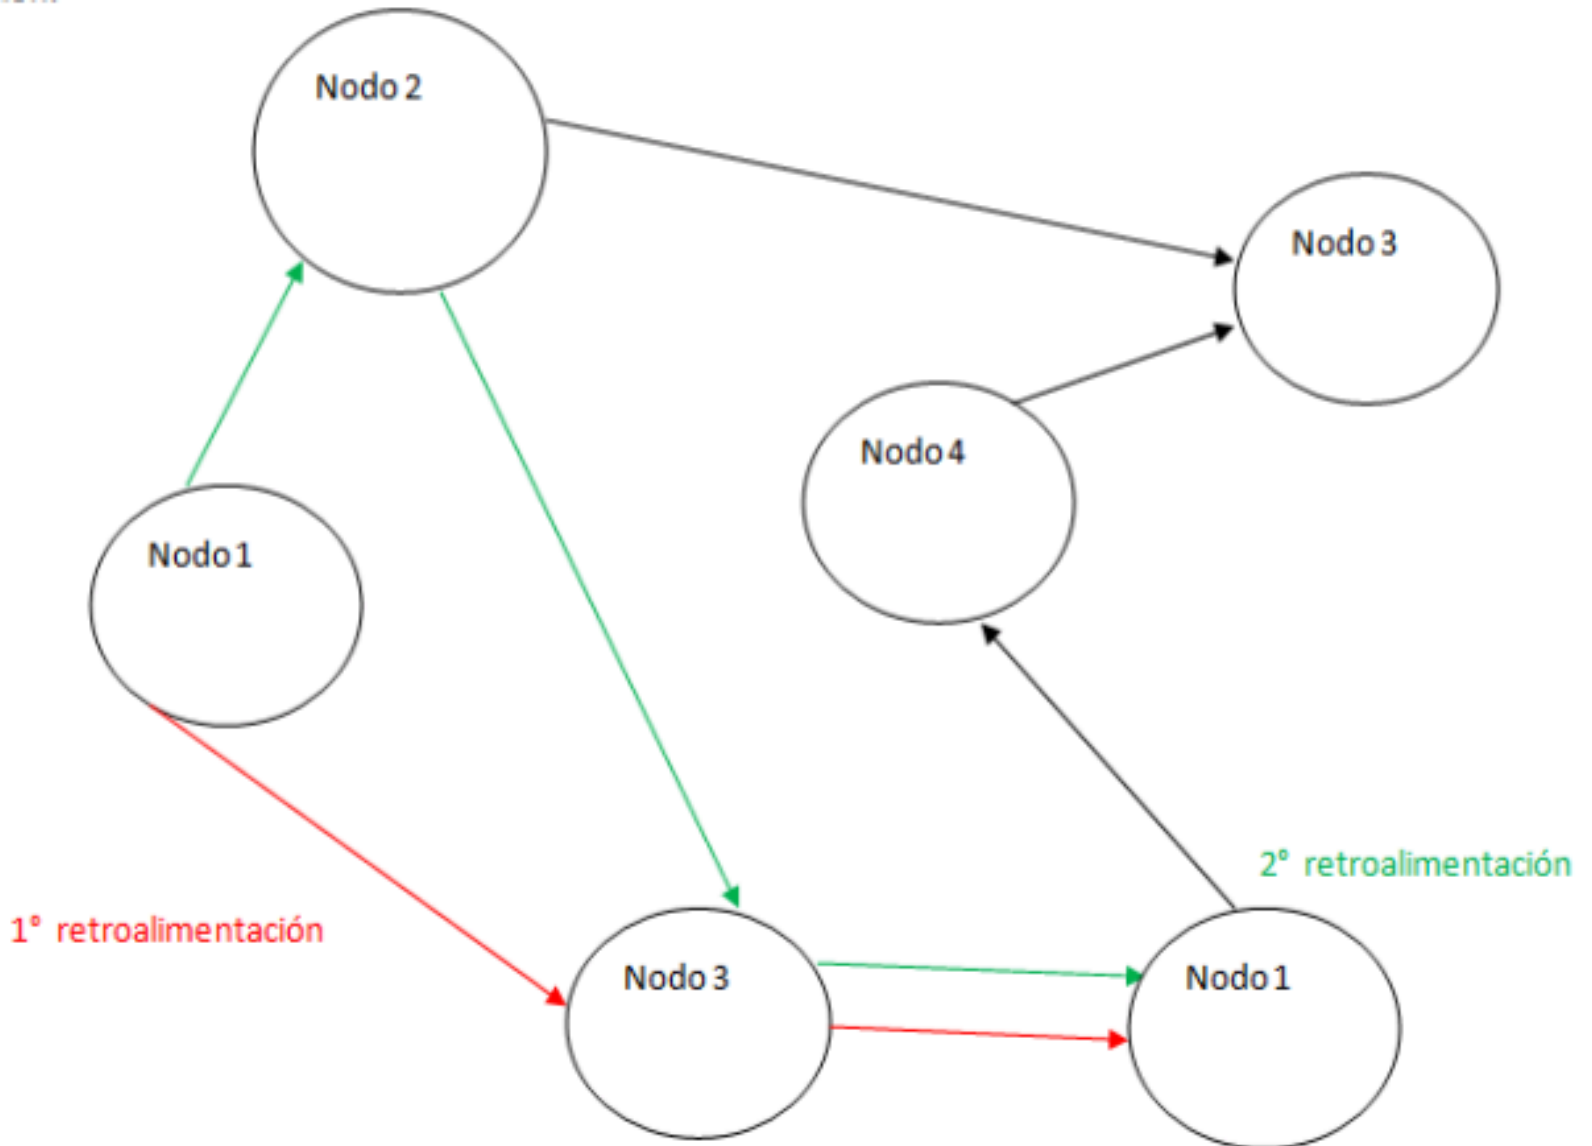 Nodo 2
Nodo 3
Nodo 4
Nodo 1
2° retroalimentación
1° retroalimentación
Nodo 3
Nodo 1